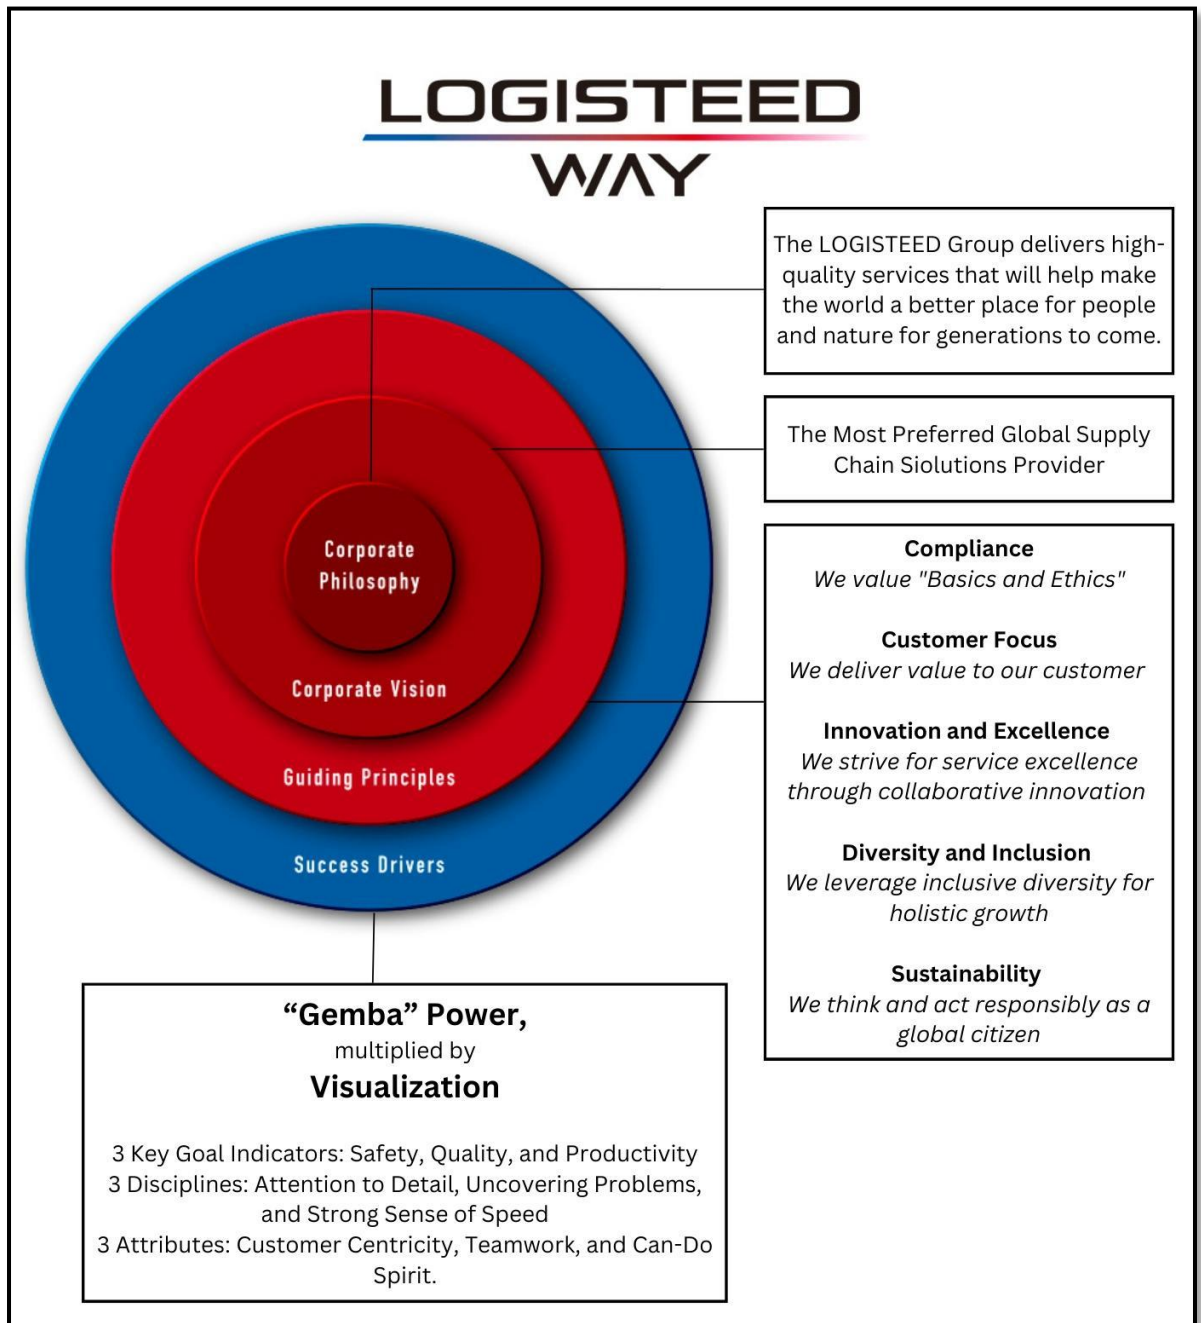 LOGISTEED
WAY
The LOGISTEED Group delivers high-
quality services that will help make
the world a better place for people
and nature for generations to come.
The Most Preferred Global Supply
Chain Siolutions Provider
Corporate
Philosophy
Corporate Vision
Guiding Principles
Success Drivers
Compliance
We value "Basics and Ethics"
Customer Focus
We deliver value to our customer
Innovation and Excellence
We strive for service excellence
through collaborative innovation
Diversity and Inclusion
We leverage inclusive diversity for
holistic growth
Sustainability
We think and act responsibly as a
global citizen
“Gemba” Power,
multiplied by
Visualization
3 Key Goal Indicators: Safety, Quality, and Productivity
3 Disciplines: Attention to Detail, Uncovering Problems,
and Strong Sense of Speed
3 Attributes: Customer Centricity, Teamwork, and Can-Do
Spirit.